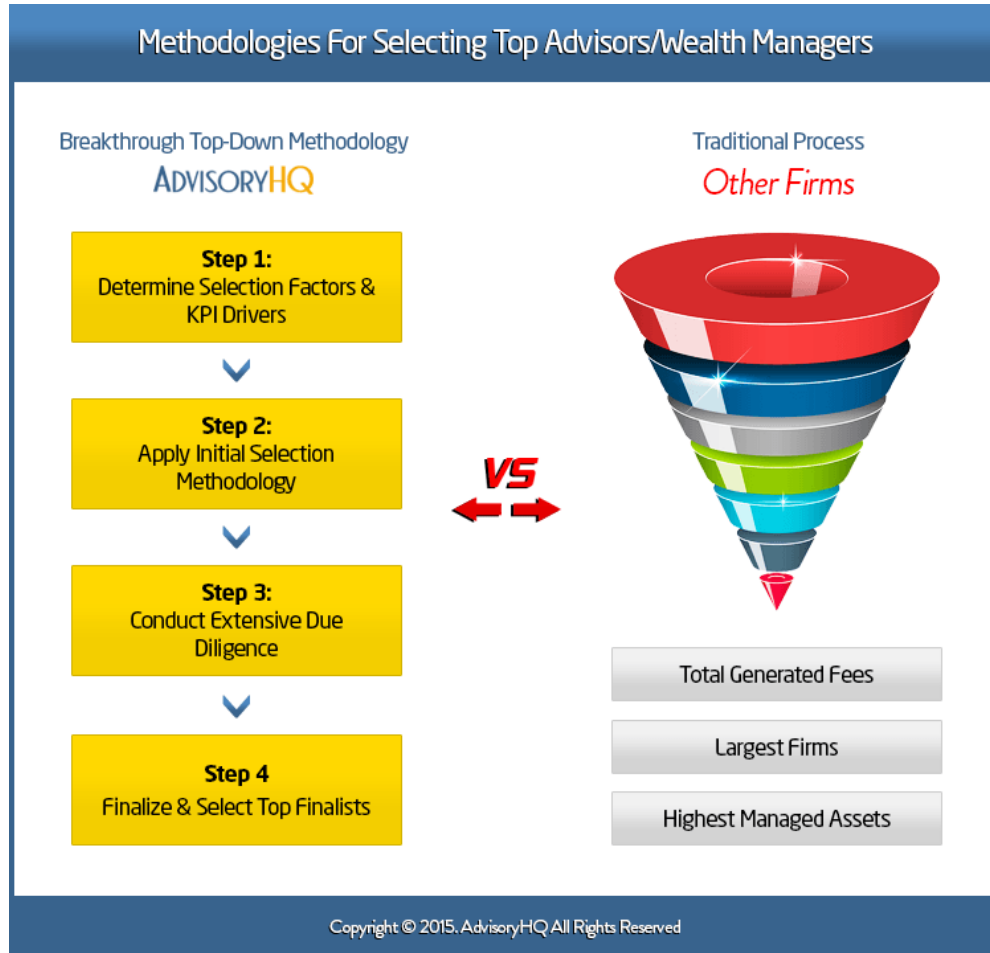 Methodologies For Selecting Top Advisors/Wealth Managers
Breakthrough Top-Down Methodology
ADVISORYHQ
Step 1:
Determine Selection Factors &
KPI Drivers
Step 2:
Apply Initial Selection
Methodology
Step 3:
Conduct Extensive Due
Diligence
Step 4
Finalize & Select Top Finalists
VS
Traditional Process
Other Firms
Total Generated Fees
Largest Firms
Highest Managed Assets
Copyright © 2015. AdvisoryHQ All Rights Reserved